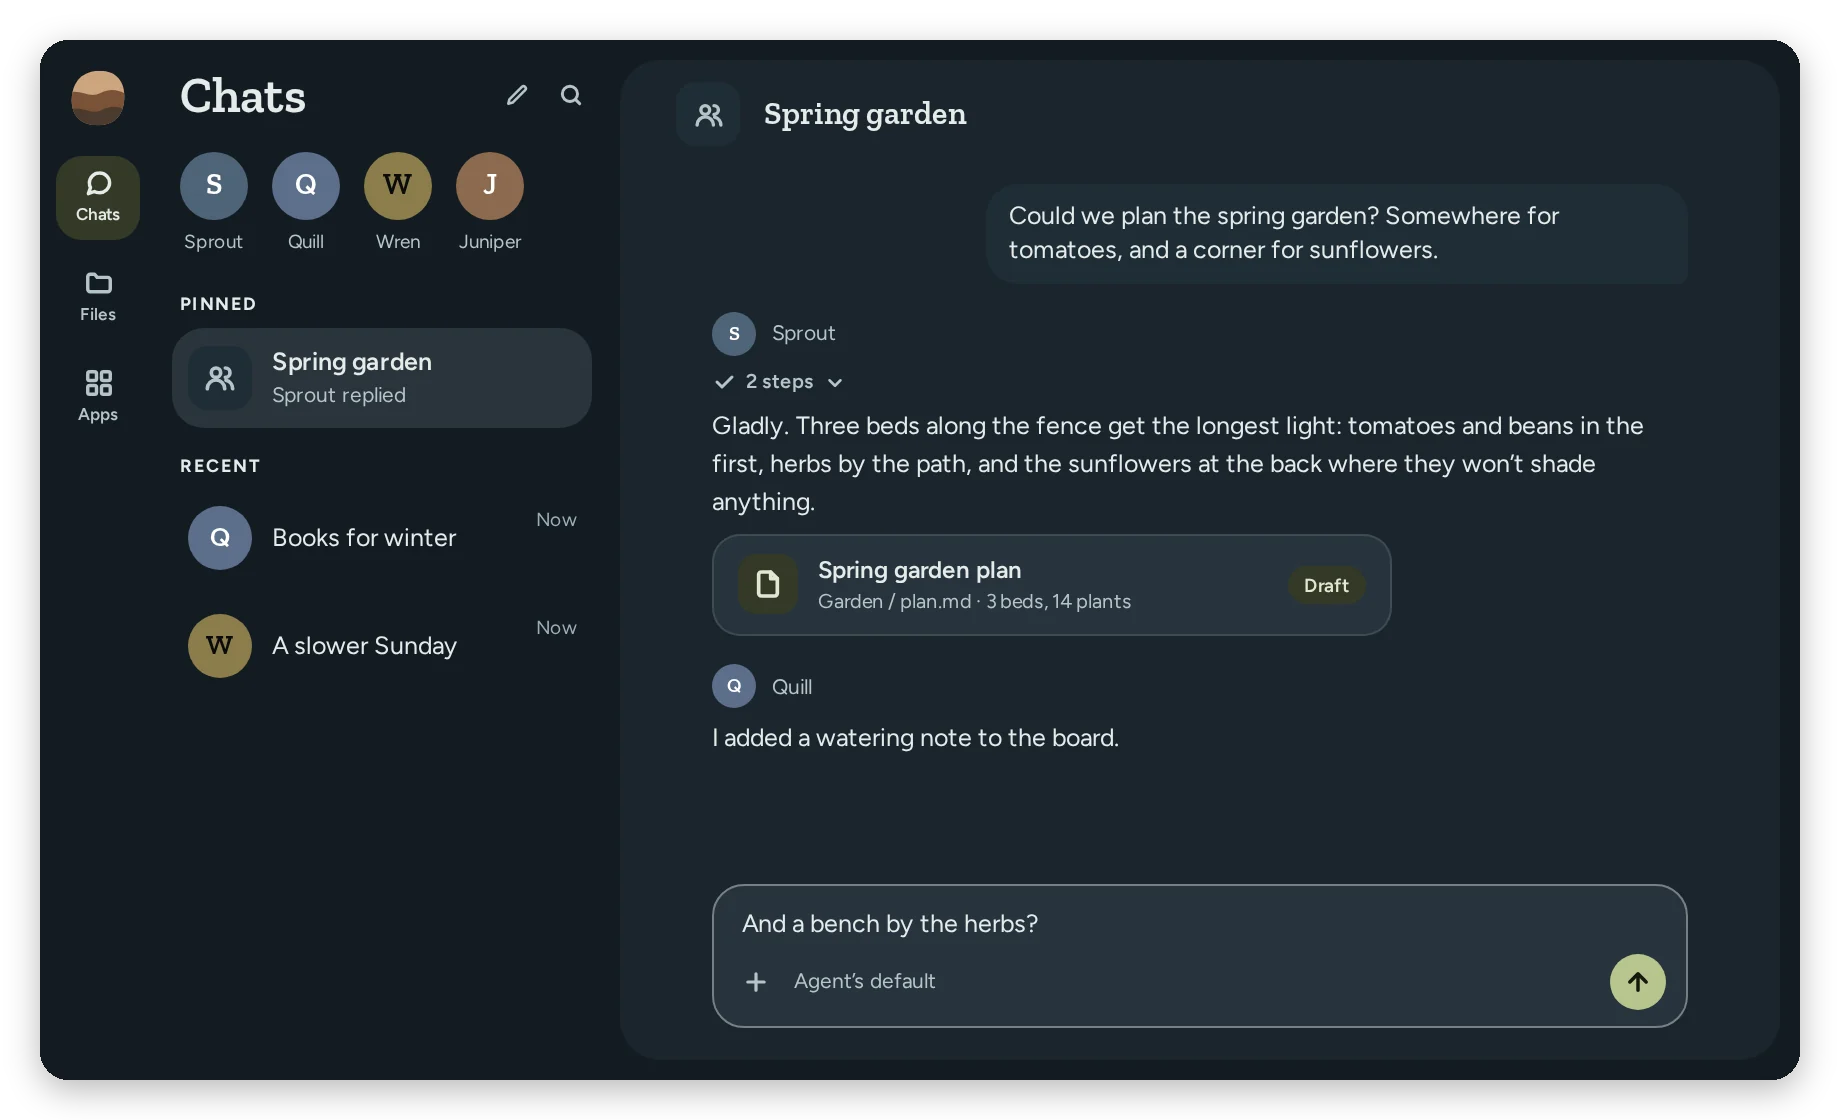 Chats
Files
Apps
Chats
S
Q
W
J
Sprout
Quill
Wren
Juniper
PINNED
Spring garden
Sprout replied
RECENT
Q
Books for winter
Now
W
A slower Sunday
Now
Spring garden
Could we plan the spring garden? Somewhere for
tomatoes, and a corner for sunflowers.
S
Sprout
2 steps
Gladly. Three beds along the fence get the longest light: tomatoes and beans in the
first, herbs by the path, and the sunflowers at the back where they won’t shade
anything.
Spring garden plan
Garden / plan.md · 3 beds, 14 plants
Draft
Q
Quill
I added a watering note to the board.
And a bench by the herbs?
Agent’s default